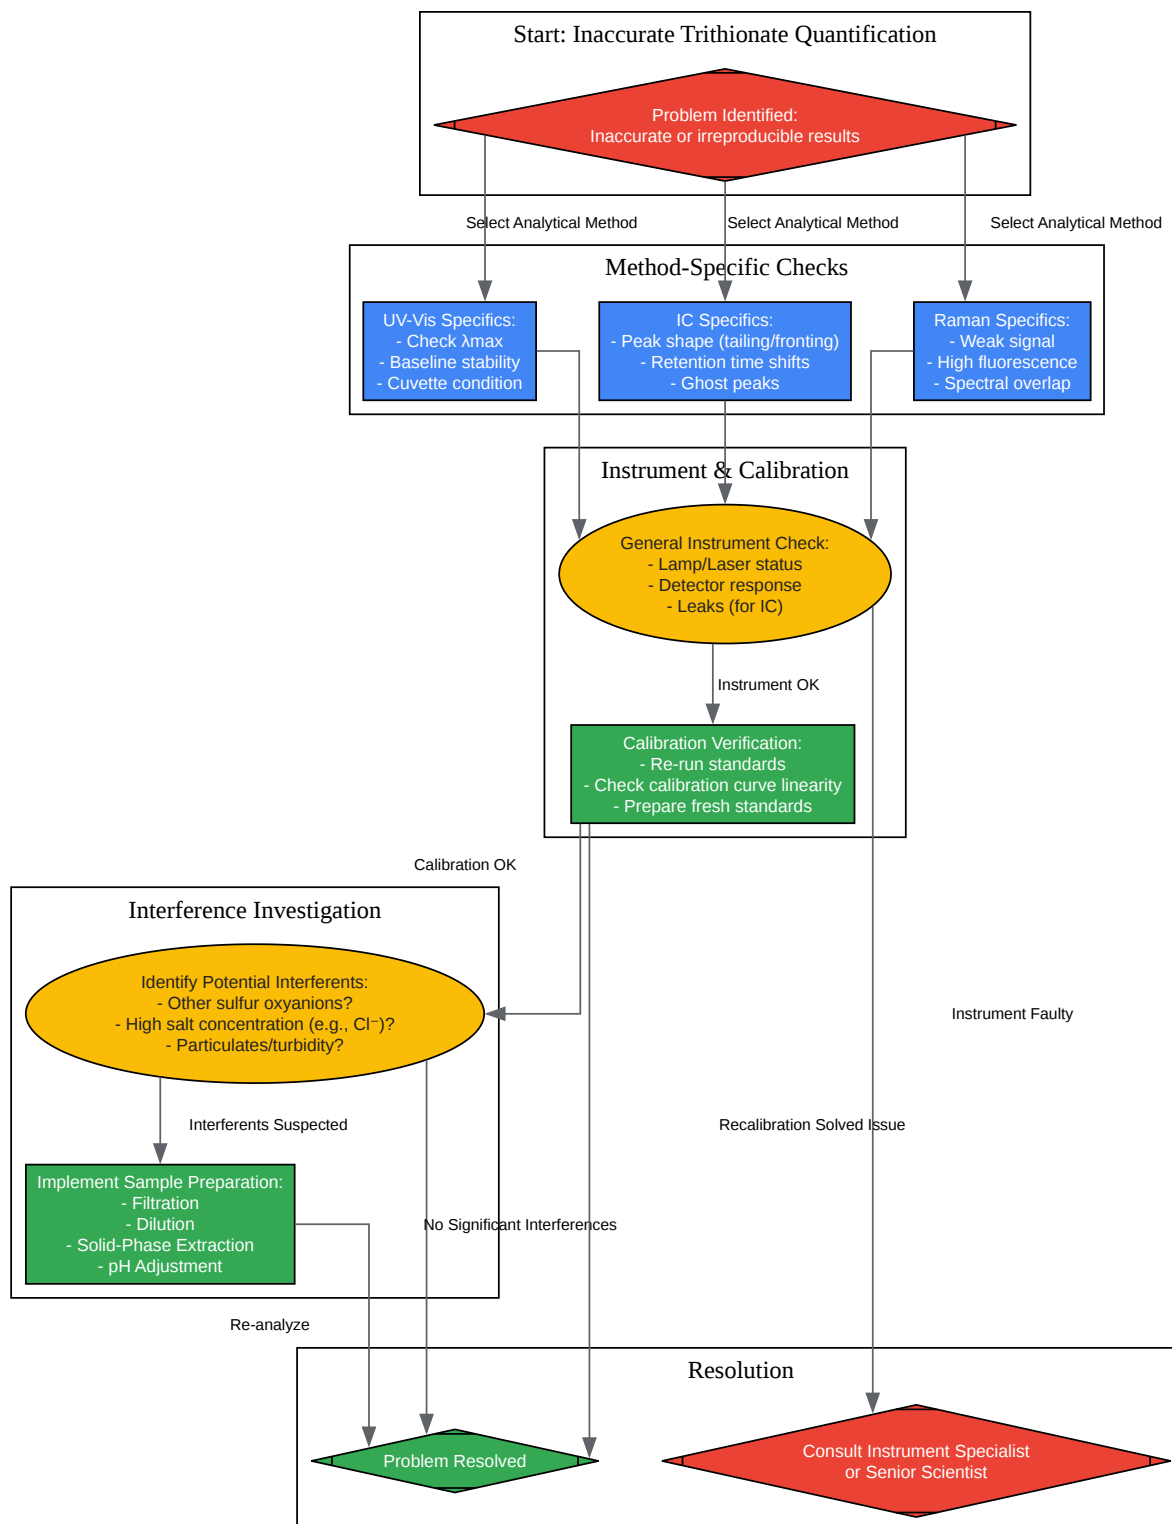 Start: Inaccurate Trithionate Quantification
Problem Identified:
Inaccurate or irreproducible results
Select Analytical Method
Select Analytical Method
Select Analytical Method
Method-Specific Checks
UV-Vis Specifics:
- Check λmax
- Baseline stability
- Cuvette condition
IC Specifics:
- Peak shape (tailing/fronting)
- Retention time shifts
- Ghost peaks
Raman Specifics:
- Weak signal
- High fluorescence
- Spectral overlap
Instrument & Calibration
General Instrument Check:
- Lamp/Laser status
- Detector response
- Leaks (for IC)
Instrument OK
Calibration Verification:
- Re-run standards
- Check calibration curve linearity
- Prepare fresh standards
Calibration OK
Interference Investigation
Identify Potential Interferents:
- Other sulfur oxyanions?
- High salt concentration (e.g., Cl⁻)?
- Particulates/turbidity?
Instrument Faulty
Interferents Suspected
Recalibration Solved Issue
Implement Sample Preparation:
- Filtration
- Dilution
- Solid-Phase Extraction
- pH Adjustment
No Significant Interferences
Re-analyze
Resolution
Problem Resolved
Consult Instrument Specialist
or Senior Scientist